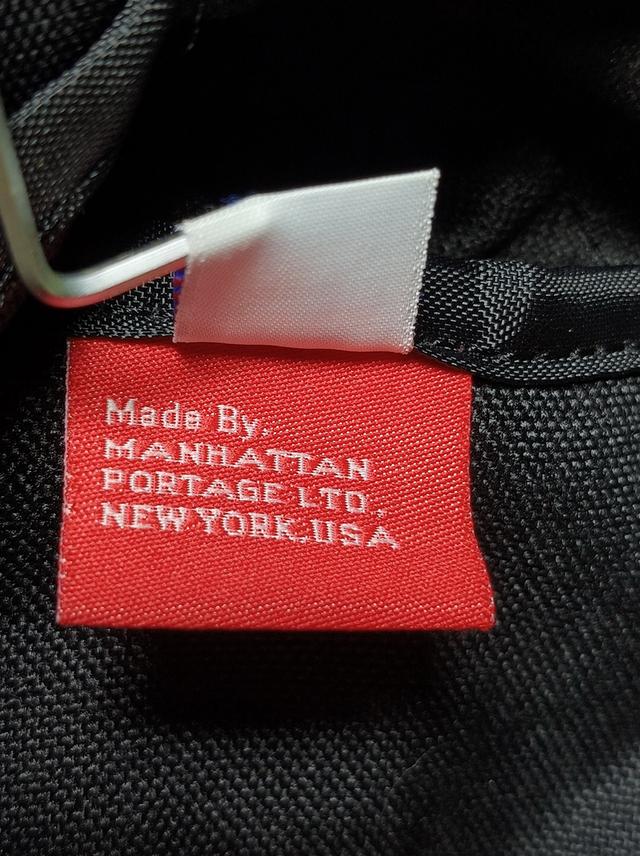 Made By.
MANHATTAN
PORTAGE LTD.
NEW YORK.USA